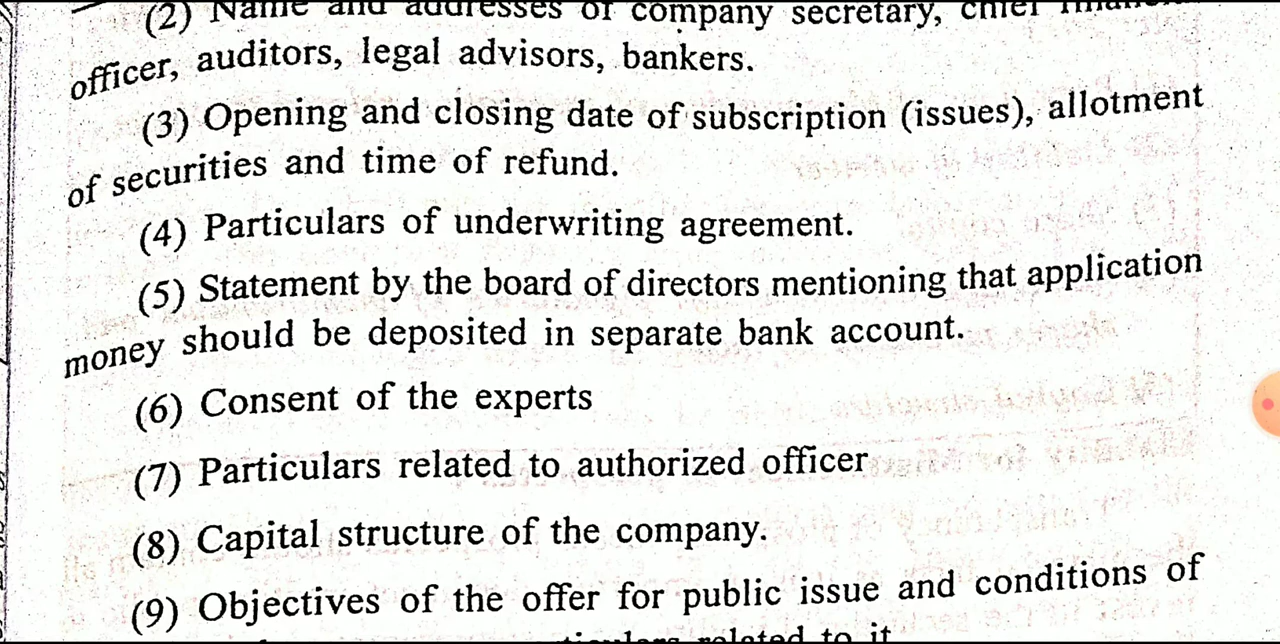 (2) Name and addresses of company secretary, chief
officer, auditors, legal advisors, bankers.
(3) Opening and closing date of subscription (issues), allotment
of securities and time of refund.
(4) Particulars of underwriting agreement.
(5) Statement by the board of directors mentioning that application
money should be deposited in separate bank account.
(6) Consent of the experts
(7) Particulars related to authorized officer
(8) Capital structure of the company.
(9) Objectives of the offer for public issue and conditions of
related to it